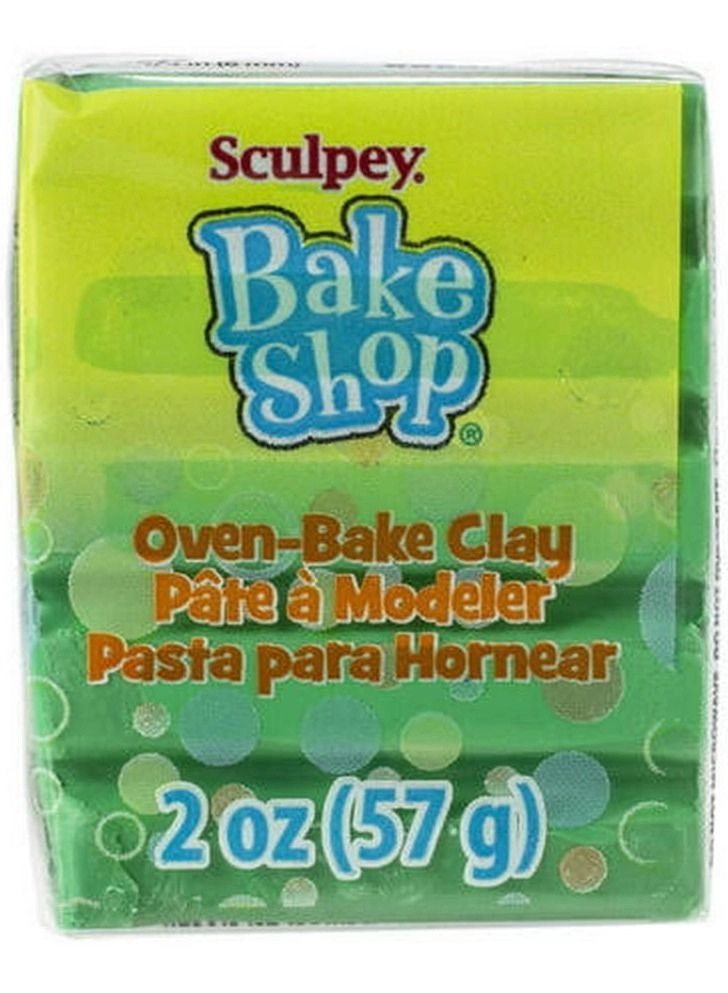 Sculpey.
Bake
Shop®
Oven-Bake Clay
Pâte à Modeler
Pasta para Hornear
2 oz (57 g)